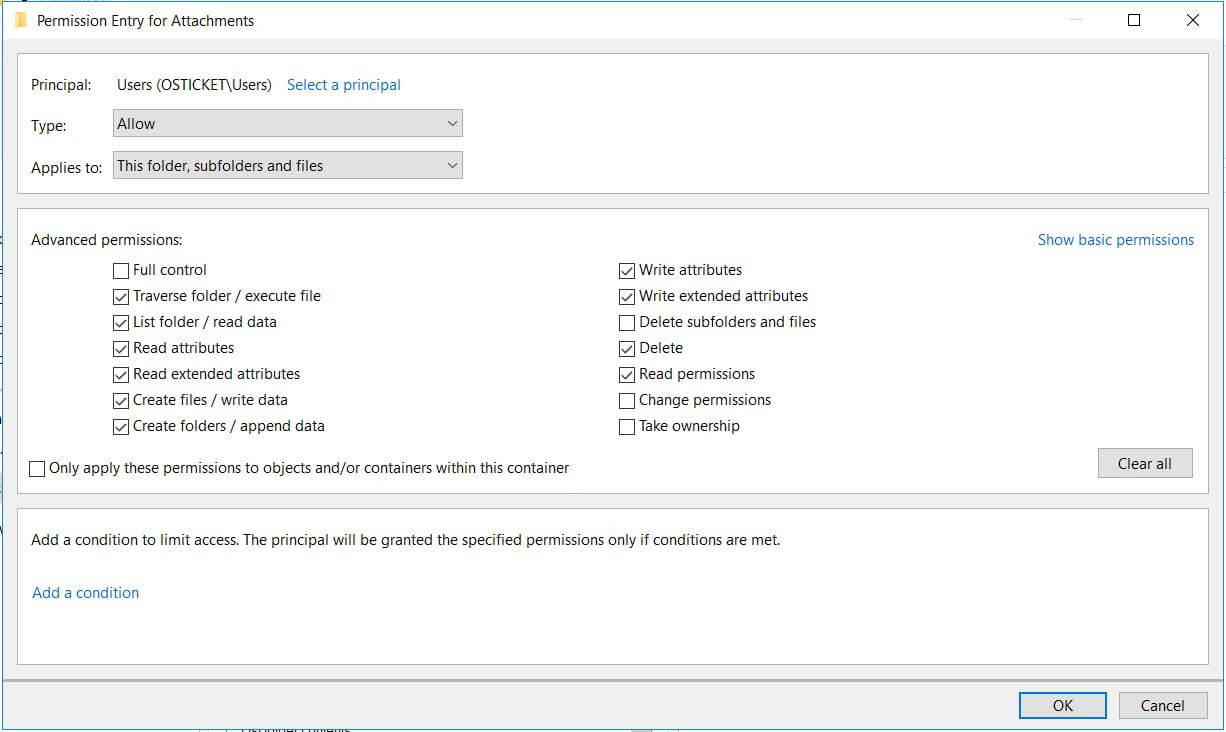 Permission Entry for Attachments
Principal: Users (OSTICKET\Users) Select a principal
Type: Allow
Applies to: This folder, subfolders and files
Advanced permissions: Show basic permissions
Full control
Traverse folder / execute file
List folder / read data
Read attributes
Read extended attributes
Create files / write data
Create folders / append data
Write attributes
Write extended attributes
Delete subfolders and files
Delete
Read permissions
Change permissions
Take ownership
Only apply these permissions to objects and/or containers within this container
Clear all
Add a condition to limit access. The principal will be granted the specified permissions only if conditions are met.
Add a condition
OK Cancel